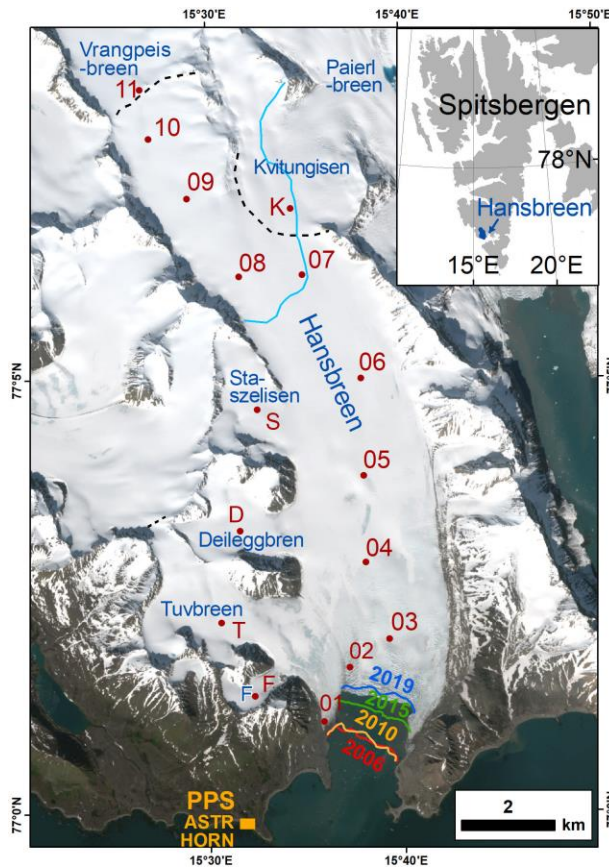 15°30'E
15°40'E
15°50'E
Vrangpeis
-breen
11
Paierl
-breen
10
Kvitungisen
09
K
08
07
Spitsbergen
78°N
Hansbreen
15°E
20°E
Hansbreen
06
77°5'N
Sta-
szelisen
S
05
D
Deileggbren
04
Tuvbreen
T
03
02
F
F
01
2019
2015
2010
2006
PPS
ASTR
HORN
77°0'N
77°0'N
2
km
15°30'E
15°40'E